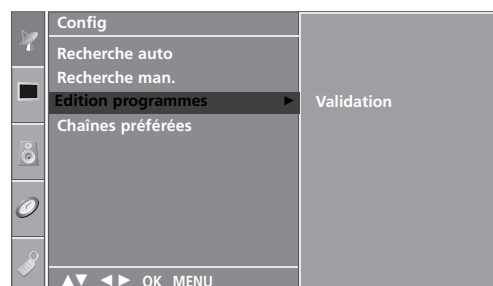 Config
Recherche auto
Recherche man.
Edition programmes ► Validation
Chaînes préférées
▲▼ ◄► OK MENU